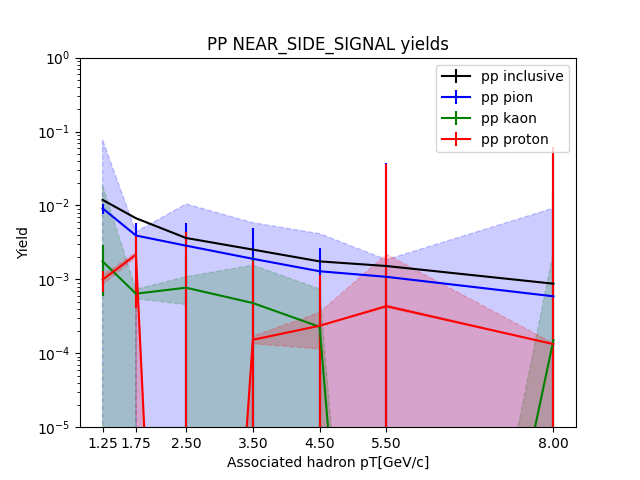 PP NEAR_SIDE_SIGNAL yields
pp inclusive
pp pion
pp kaon
pp proton
Yield
10^0
10^-1
10^-2
10^-3
10^-4
10^-5
1.25 1.75 2.50 3.50 4.50 5.50 8.00
Associated hadron pT[GeV/c]